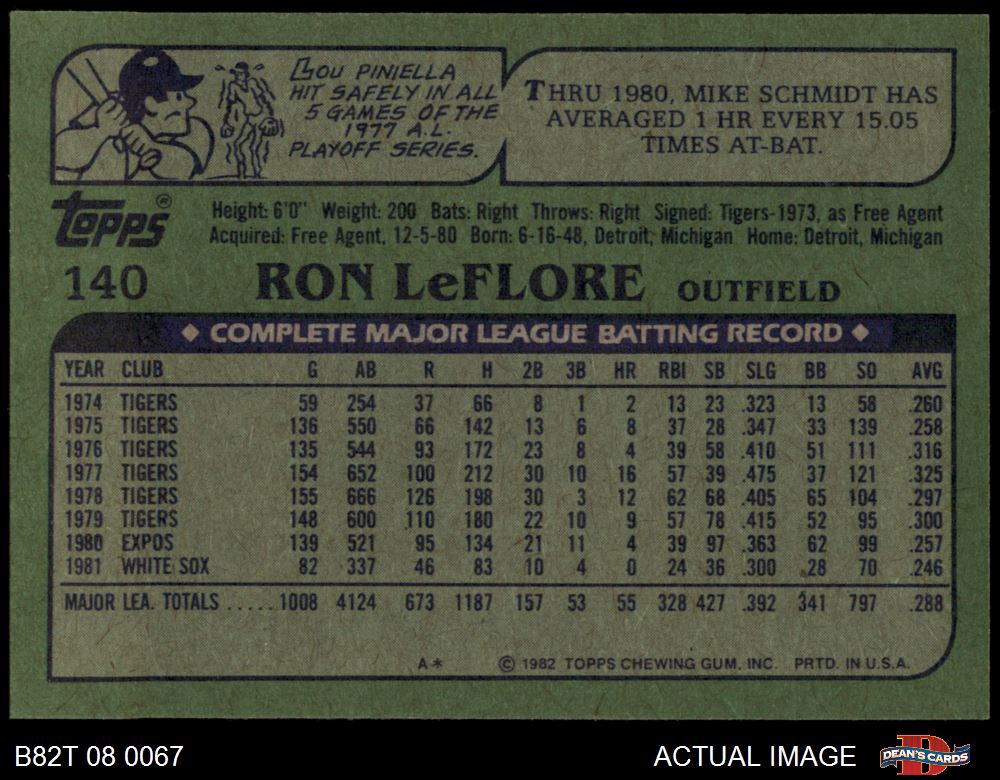 LOU PINIELLA
HIT SAFELY IN ALL
5 GAMES OF THE
1977 A.L.
PLAYOFF SERIES.
THRU 1980, MIKE SCHMIDT HAS
AVERAGED 1 HR EVERY 15.05
TIMES AT-BAT.
Topps®
Height: 6'0" Weight: 200 Bats: Right Throws: Right Signed: Tigers-1973, as Free Agent
Acquired: Free Agent, 12-5-80 Born: 6-16-48, Detroit, Michigan Home: Detroit, Michigan
140 RON LeFLORE OUTFIELD
◆ COMPLETE MAJOR LEAGUE BATTING RECORD ◆
YEAR CLUB G AB R H 2B 3B HR RBI SB SLG BB SO AVG
1974 TIGERS 59 254 37 66 8 1 2 13 23 .323 13 58 .260
1975 TIGERS 136 550 66 142 13 6 8 37 28 .347 33 139 .258
1976 TIGERS 135 544 93 172 23 8 4 39 58 .410 51 111 .316
1977 TIGERS 154 652 100 212 30 10 16 57 39 .475 37 121 .325
1978 TIGERS 155 666 126 198 30 3 12 62 68 .405 65 104 .297
1979 TIGERS 148 600 110 180 22 10 9 57 78 .415 52 95 .300
1980 EXPOS 139 521 95 134 21 11 4 39 97 .363 62 99 .257
1981 WHITE SOX 82 337 46 83 10 4 0 24 36 .300 28 70 .246
MAJOR LEA. TOTALS .....1008 4124 673 1187 157 53 55 328 427 .392 341 797 .288
A* © 1982 TOPPS CHEWING GUM, INC. PRTD. IN U.S.A.
B82T 08 0067 ACTUAL IMAGE DEAN'S CARDS